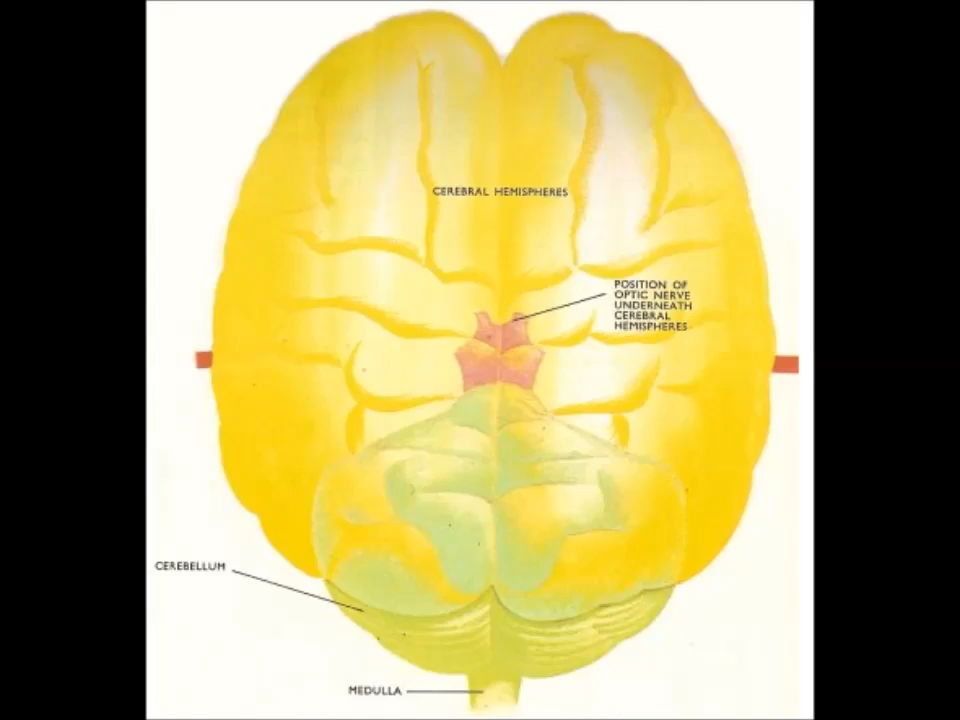 CEREBRAL HEMISPHERES
POSITION OF
OPTIC NERVE
UNDERNEATH
CEREBRAL
HEMISPHERES
CEREBELLUM
MEDULLA